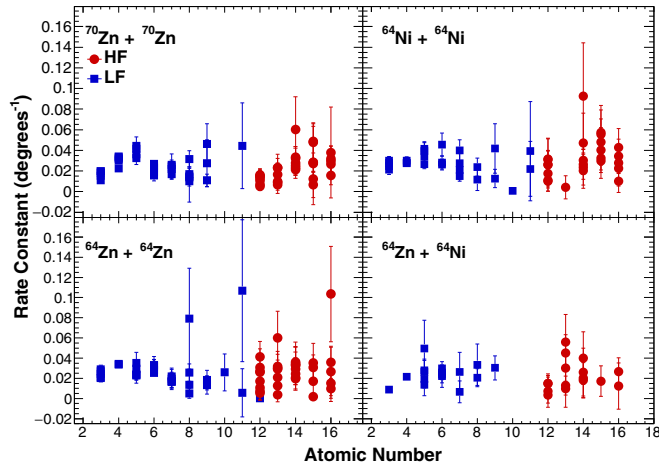 ⁷⁰Zn + ⁷⁰Zn
HF
LF
⁶⁴Ni + ⁶⁴Ni
0.16
0.14
0.12
0.1
0.08
0.06
0.04
0.02
0
−0.02
Rate Constant (degrees⁻¹)
⁶⁴Zn + ⁶⁴Zn
⁶⁴Zn + ⁶⁴Ni
0.16
0.14
0.12
0.1
0.08
0.06
0.04
0.02
0
−0.02
2 4 6 8 10 12 14 16 2 4 6 8 10 12 14 16 18
Atomic Number